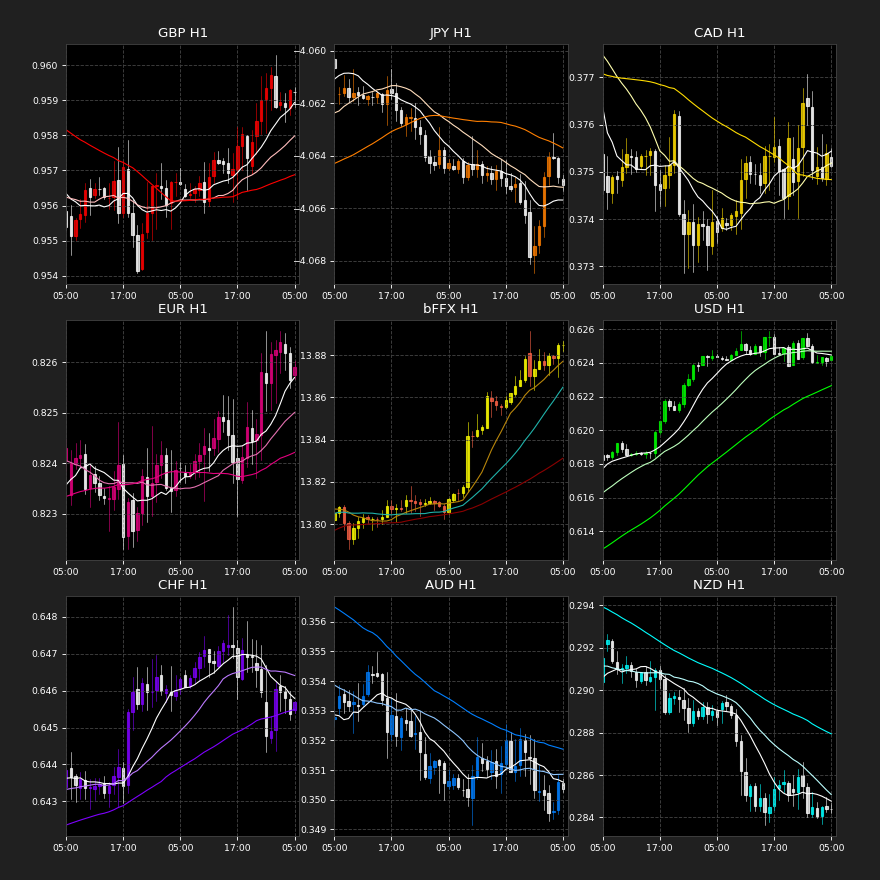 GBP H1
0.960
0.959
0.958
0.957
0.956
0.955
0.954
05:00 17:00 05:00 17:00 05:00
JPY H1
−4.060
−4.062
−4.064
−4.066
−4.068
05:00 17:00 05:00 17:00 05:00
CAD H1
0.377
0.376
0.375
0.374
0.373
05:00 17:00 05:00 17:00 05:00
EUR H1
0.826
0.825
0.824
0.823
05:00 17:00 05:00 17:00 05:00
bFFX H1
13.88
13.86
13.84
13.82
13.80
05:00 17:00 05:00 17:00 05:00
USD H1
0.626
0.624
0.622
0.620
0.618
0.616
0.614
05:00 17:00 05:00 17:00 05:00
CHF H1
0.648
0.647
0.646
0.645
0.644
0.643
05:00 17:00 05:00 17:00 05:00
AUD H1
0.356
0.355
0.354
0.353
0.352
0.351
0.350
0.349
05:00 17:00 05:00 17:00 05:00
NZD H1
0.294
0.292
0.290
0.288
0.286
0.284
05:00 17:00 05:00 17:00 05:00